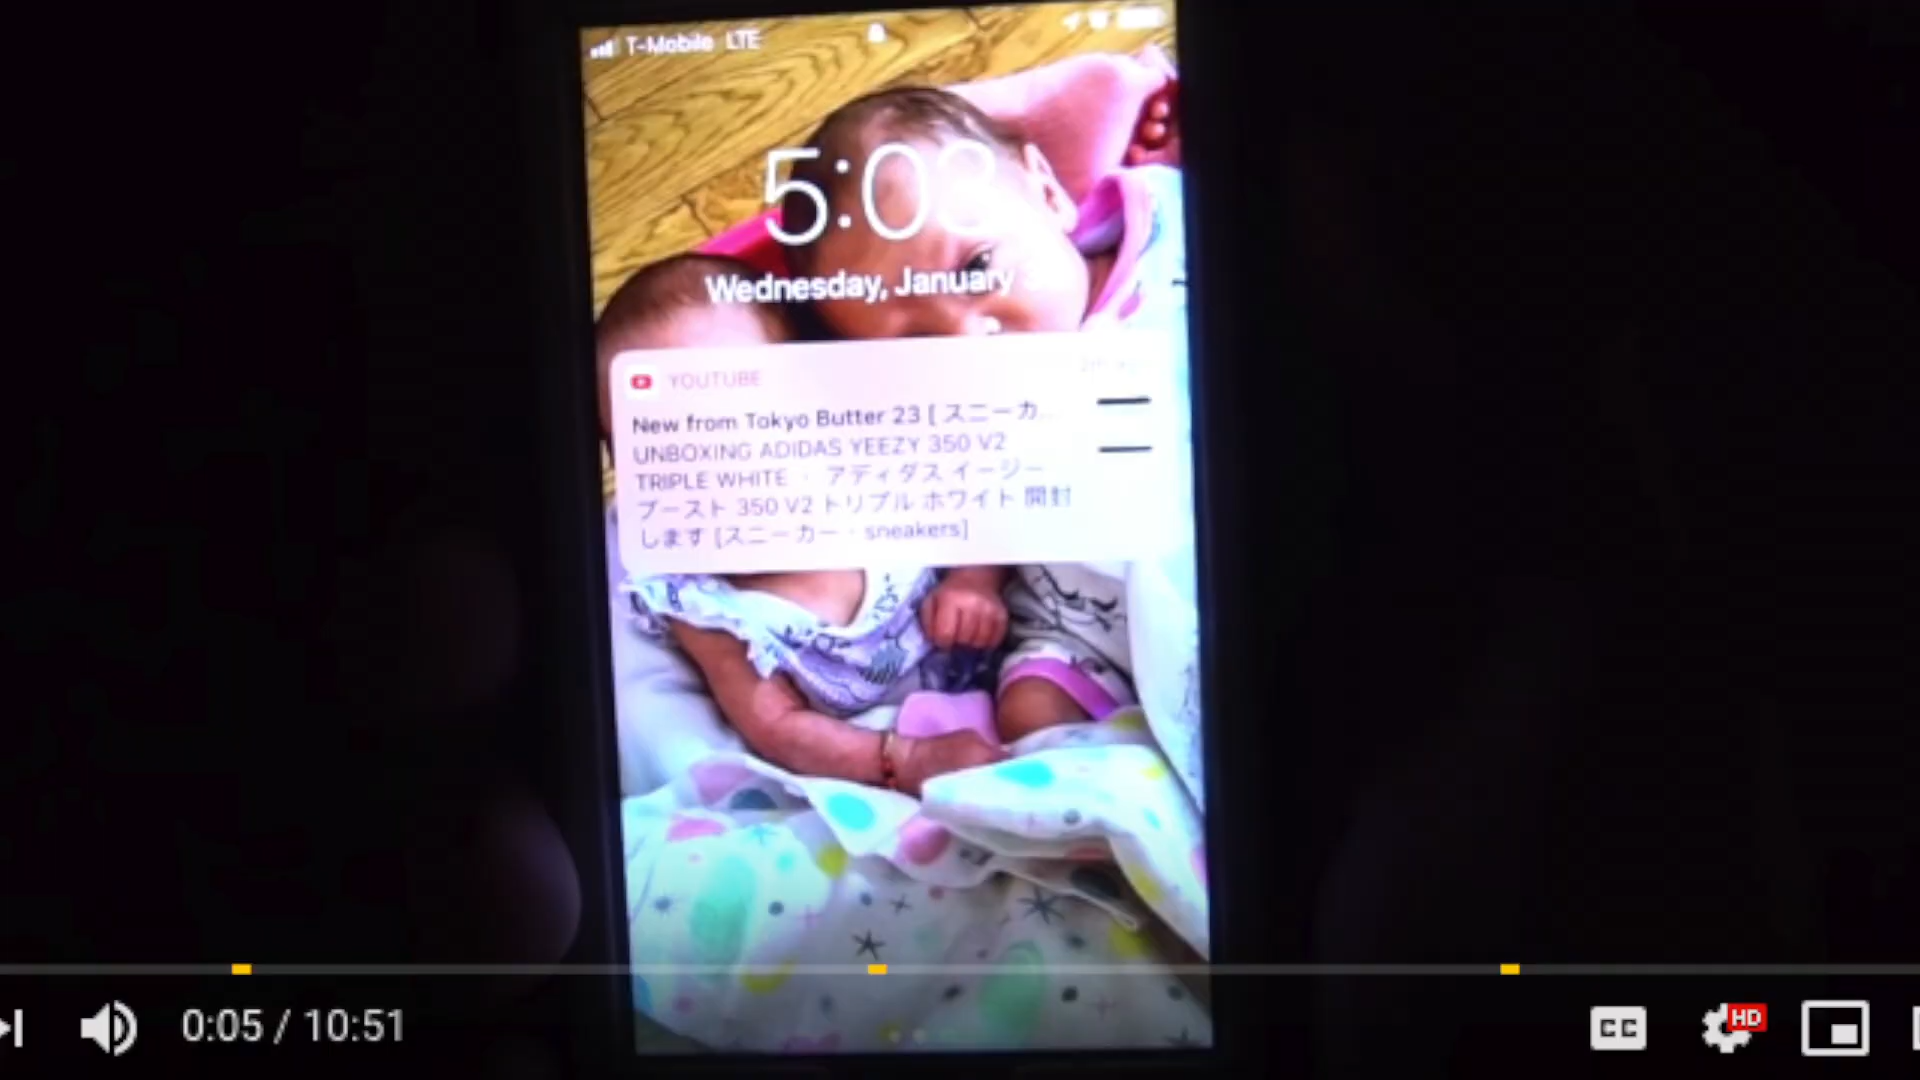 T-Mobile LTE
5:03
Wednesday, January
YOUTUBE
New from Tokyo Butter 23 [ スニーカ...
UNBOXING ADIDAS YEEZY 350 V2
TRIPLE WHITE ・ アディダス イージー
ブースト 350 V2 トリプル ホワイト 開封
します [スニーカー・sneakers]
0:05 / 10:51
CC
HD